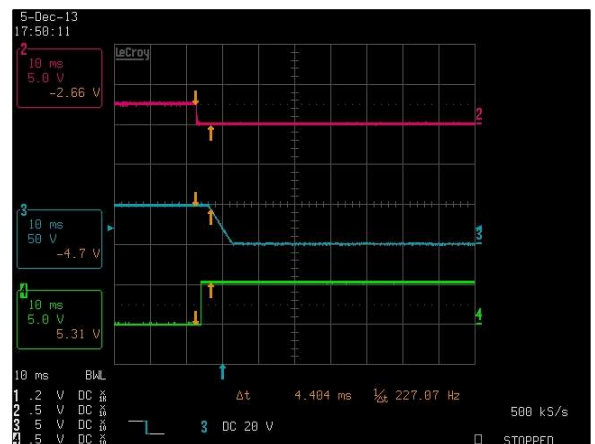 5-Dec-13
17:50:11
LeCroy
2
10 ms
5.0 V
-2.66 V
2
3
10 ms
50 V
-4.7 V
3
4
10 ms
5.0 V
5.31 V
4
10 ms BWL
1 .2 V DC
2 .5 V DC
3 5 V DC
4 .5 V DC
Δt 4.404 ms 1/Δt 227.07 Hz
3 DC 20 V
500 kS/s
STOPPED